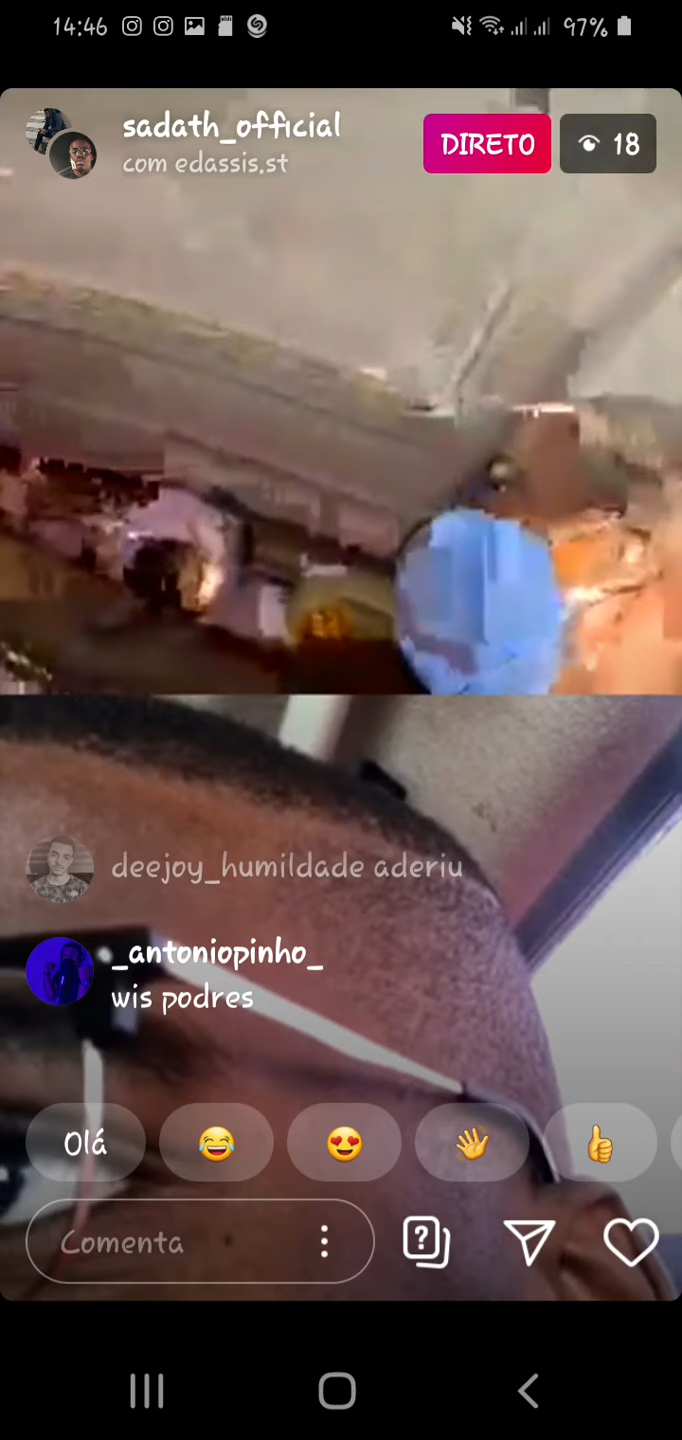 14:46
97%
sadath_official
com edassis.st
DIRETO
18
deejoy_humildade aderiu
_antoniopinho_
wis podres
Olá
Comenta